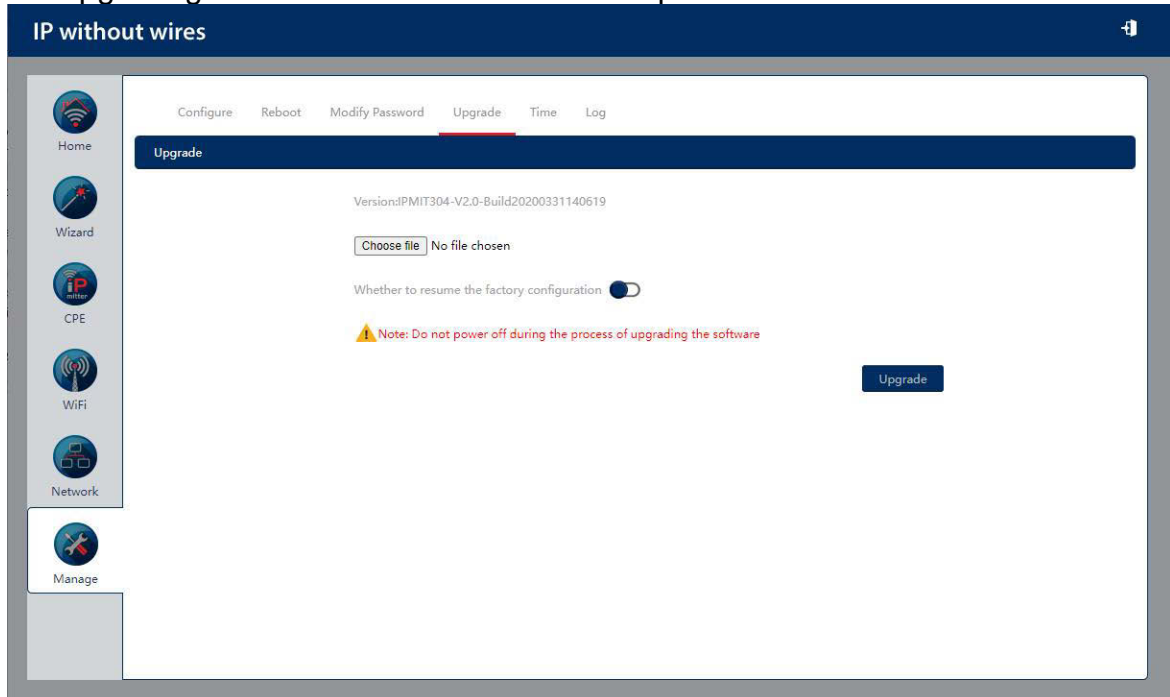 IP without wires
Configure Reboot Modify Password Upgrade Time Log
Home
Upgrade
Version:IPMIT304-V2.0-Build20200331140619
Wizard
Choose file No file chosen
Whether to resume the factory configuration
iP
mitter
CPE
Note: Do not power off during the process of upgrading the software
Upgrade
WiFi
Network
Manage